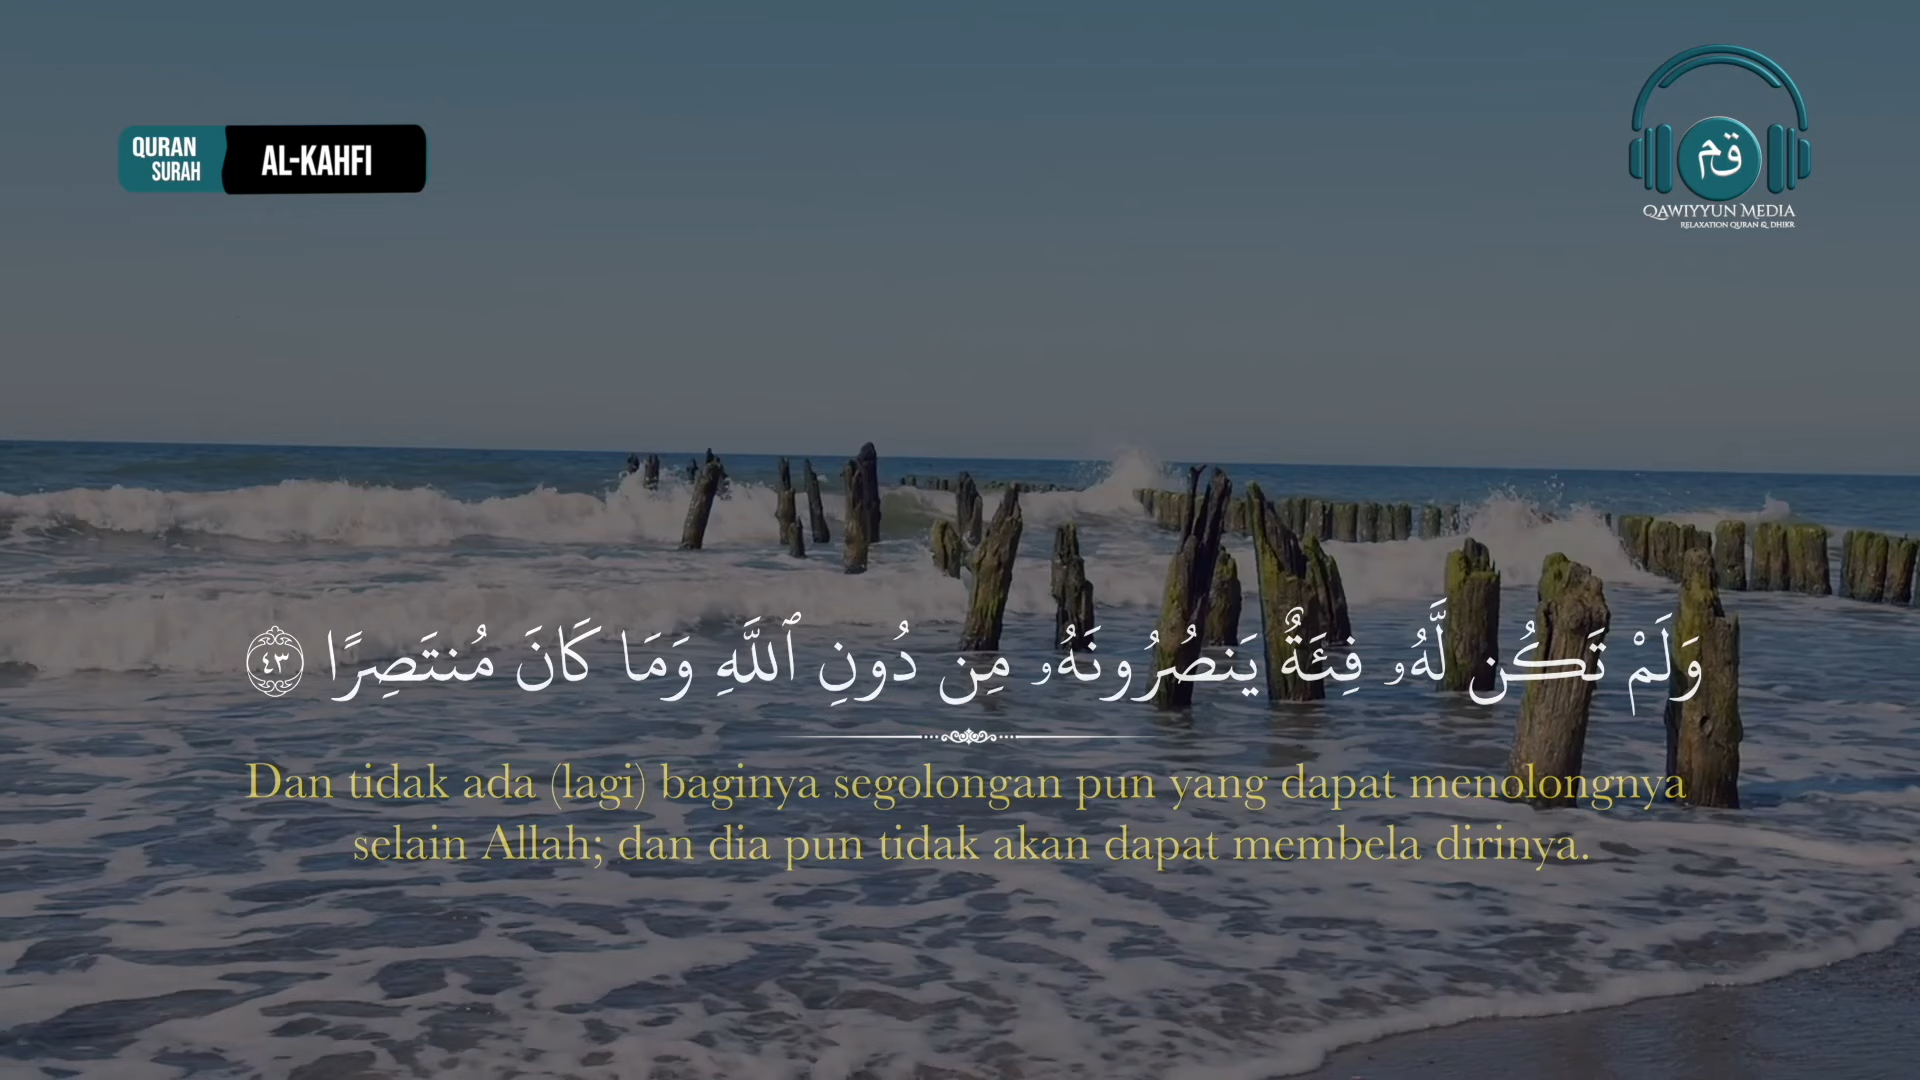 QURAN
SURAH
AL-KAHFI
قم
QAWIYYUN MEDIA
RELAXATION QURAN & DHIKR
وَلَمْ تَكُن لَّهُۥ فِئَةٌ يَنصُرُونَهُۥ مِن دُونِ ٱللَّهِ وَمَا كَانَ مُنتَصِرًا ٤٣
Dan tidak ada (lagi) baginya segolongan pun yang dapat menolongnya
selain Allah; dan dia pun tidak akan dapat membela dirinya.